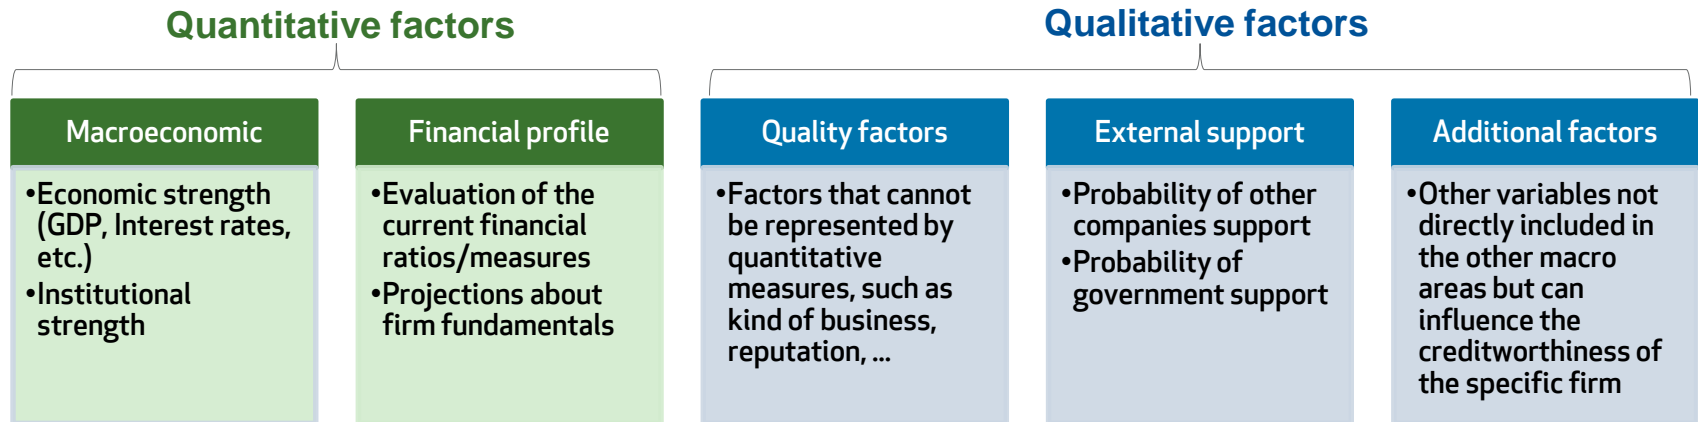 Quantitative factors
Qualitative factors
Macroeconomic
•Economic strength
(GDP, Interest rates,
etc.)
•Institutional
strength
Financial profile
•Evaluation of the
current financial
ratios/measures
•Projections about
firm fundamentals
Quality factors
•Factors that cannot
be represented by
quantitative
measures, such as
kind of business,
reputation, ...
External support
•Probability of other
companies support
•Probability of
government support
Additional factors
•Other variables not
directly included in
the other macro
areas but can
influence the
creditworthiness of
the specific firm